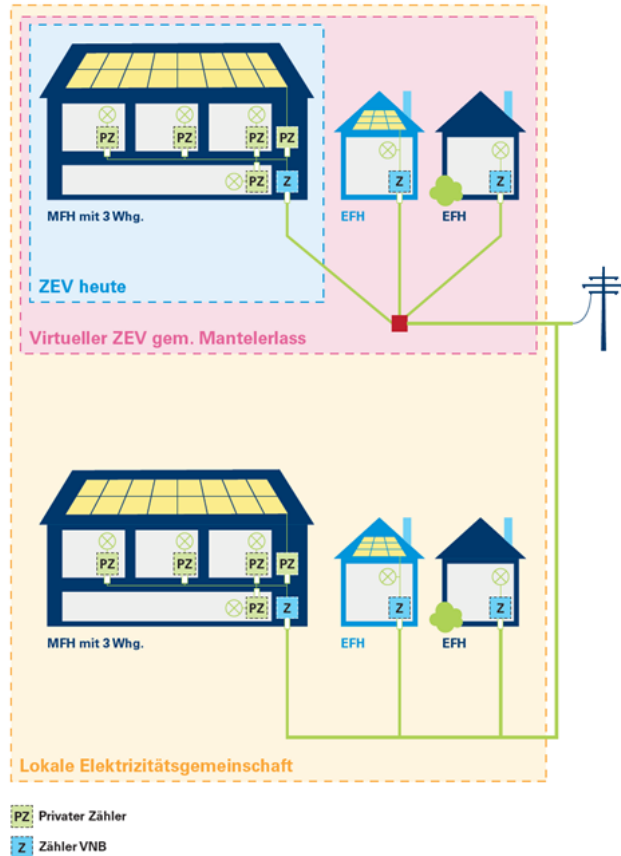 PZ PZ PZ PZ
PZ Z Z Z
MFH mit 3 Whg. EFH EFH
ZEV heute
Virtueller ZEV gem. Mantelerlass
PZ PZ PZ PZ
PZ Z Z Z
MFH mit 3 Whg. EFH EFH
Lokale Elektrizitätsgemeinschaft
PZ Privater Zähler
Z Zähler VNB